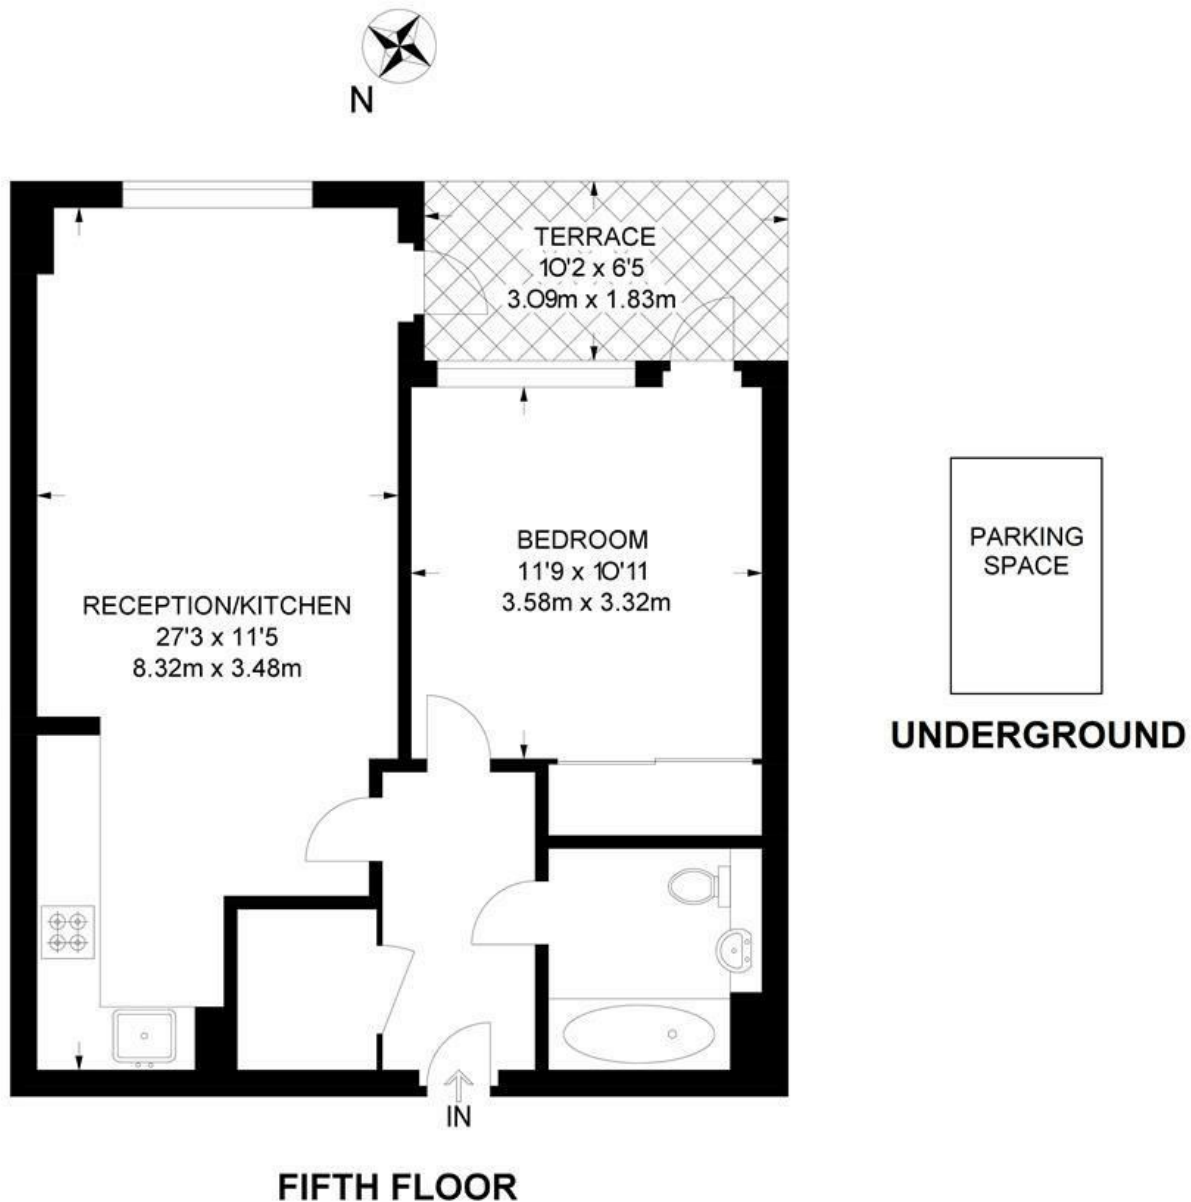 N
TERRACE
10'2 x 6'5
3.09m x 1.83m
BEDROOM
11'9 x 10'11
3.58m x 3.32m
RECEPTION/KITCHEN
27'3 x 11'5
8.32m x 3.48m
PARKING
SPACE
UNDERGROUND
IN
FIFTH FLOOR